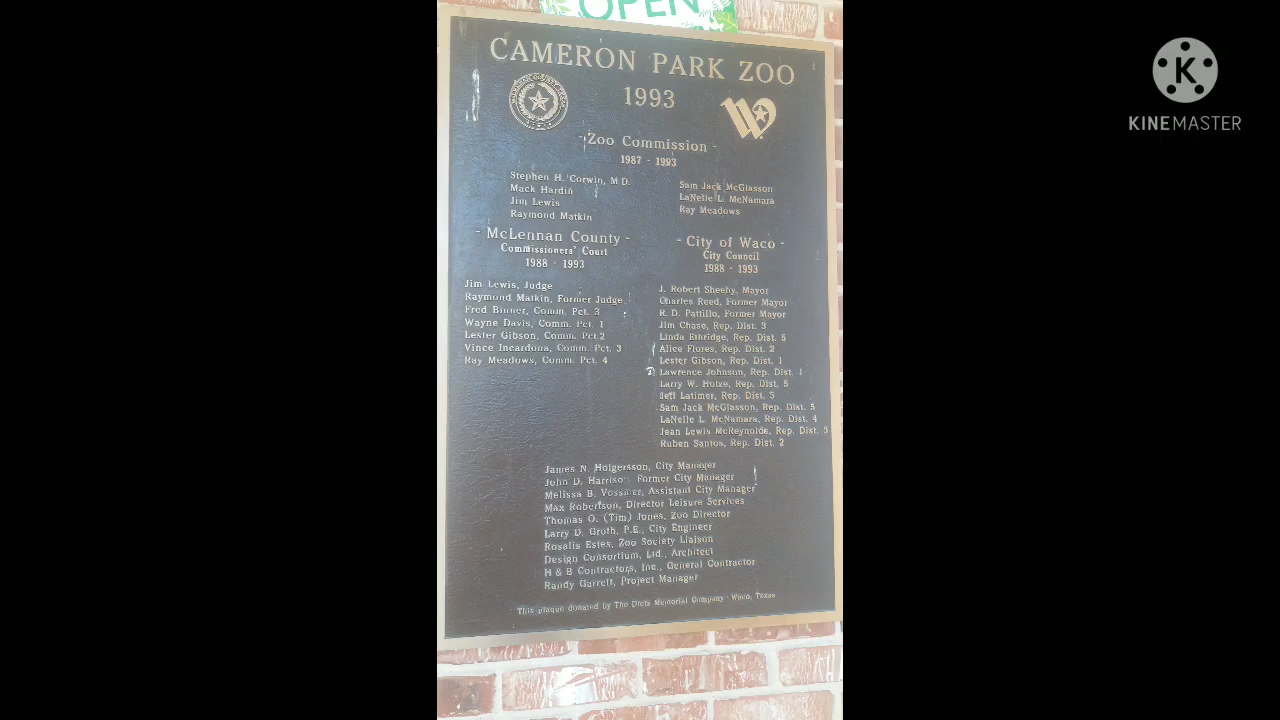 OPEN
CAMERON PARK ZOO
1993
- Zoo Commission -
1987 - 1993
Stephen H. Corwin, M.D.
Mack Hardin
Jim Lewis
Raymond Matkin
Sam Jack McGlasson
LaNelle L. McNamara
Ray Meadows
- McLennan County -
Commissioners' Court
1988 - 1993
Jim Lewis, Judge
Raymond Matkin, Former Judge
Fred Binner, Comm. Pct. 3
Wayne Davis, Comm. Pct. 1
Lester Gibson, Comm. Pct.2
Vince Incardona, Comm. Pct. 3
Ray Meadows, Comm. Pct. 4
- City of Waco -
City Council
1988 - 1993
J. Robert Sheehy, Mayor
Charles Reed, Former Mayor
R. D. Pattillo, Former Mayor
Jim Chase, Rep. Dist. 3
Linda Ethridge, Rep. Dist. 5
Alice Flores, Rep. Dist. 2
Lester Gibson, Rep. Dist. 1
Lawrence Johnson, Rep. Dist. 1
Larry W. Holze, Rep. Dist. 5
Jeff Latimer, Rep. Dist. 5
Sam Jack McGlasson, Rep. Dist. 5
LaNelle L. McNamara, Rep. Dist. 4
Jean Lewis McReynolds, Rep. Dist. 3
Ruben Santos, Rep. Dist. 2
James N. Holgersson, City Manager
John D. Harrison Former City Manager
Melissa B. Vossmer, Assistant City Manager
Max Robertson, Director Leisure Services
Thomas O. (Tim) Jones, Zoo Director
Larry D. Groth, P.E., City Engineer
Rosalis Estes, Zoo Society Liaison
Design Consortium, Ltd., Architect
H & B Contractors, Inc., General Contractor
Randy Garrett, Project Manager
This plaque donated by The Dietz Memorial Company - Waco, Texas
K
KINEMASTER